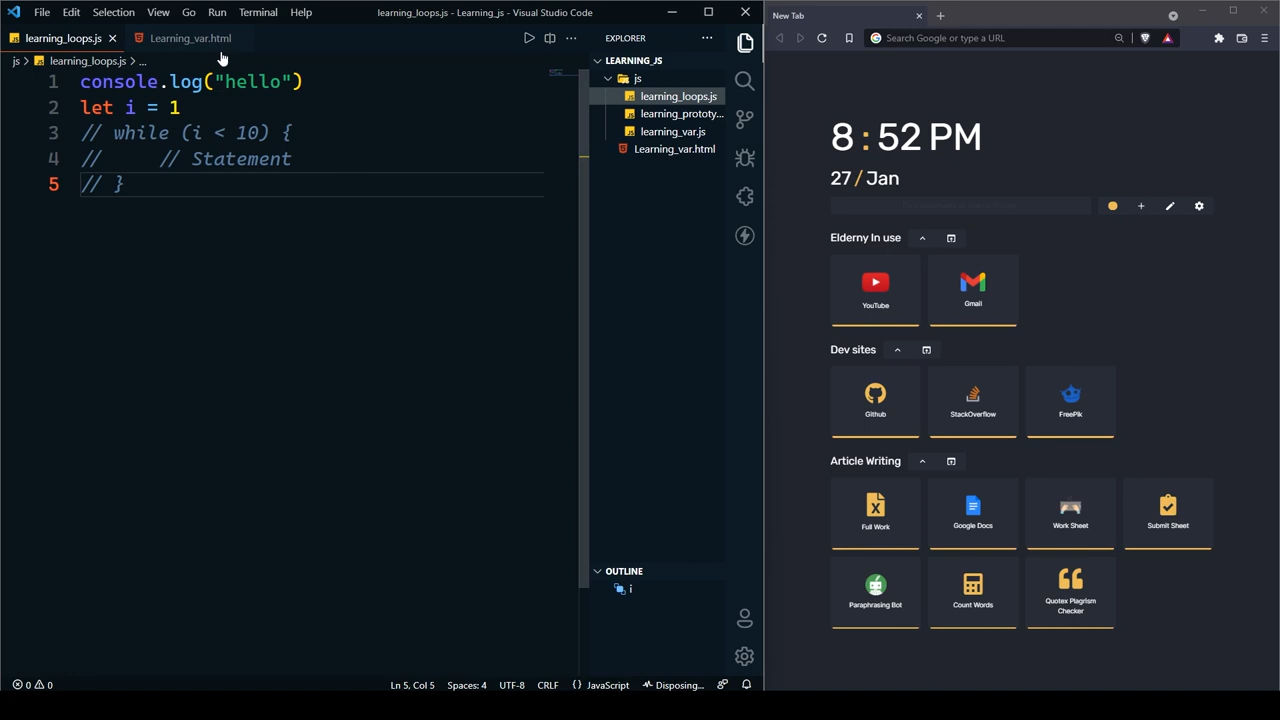 File Edit Selection View Go Run Terminal Help
learning_loops.js - Learning_js - Visual Studio Code
learning_loops.js
Learning_var.html
js > learning_loops.js > ...
1 console.log("hello")
2 let i = 1
3 // while (i < 10) {
4 //      // Statement
5 // }
EXPLORER
LEARNING_JS
js
learning_loops.js
learning_prototy...
learning_var.js
Learning_var.html
OUTLINE
i
0 0
Ln 5, Col 5
Spaces: 4
UTF-8
CRLF
{ } JavaScript
Disposing...
New Tab
Search Google or type a URL
8:52 PM
27/Jan
Elderny In use
YouTube
Gmail
Dev sites
Github
StackOverflow
FreePik
Article Writing
Full Work
Google Docs
Work Sheet
Submit Sheet
Paraphrasing Bot
Count Words
Quotex Plagrism
Checker